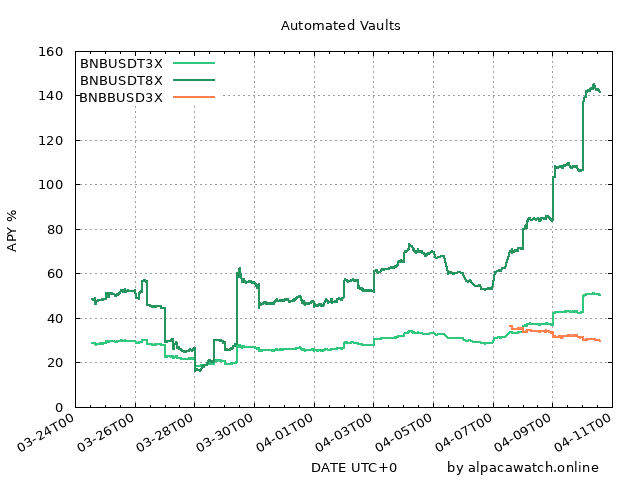 Automated Vaults
BNBUSDT3X
BNBUSDT8X
BNBBUSD3X
160
140
120
100
80
60
40
20
0
APY %
03-24T00
03-26T00
03-28T00
03-30T00
04-01T00
04-03T00
04-05T00
04-07T00
04-09T00
04-11T00
DATE UTC+0
by alpacawatch.online